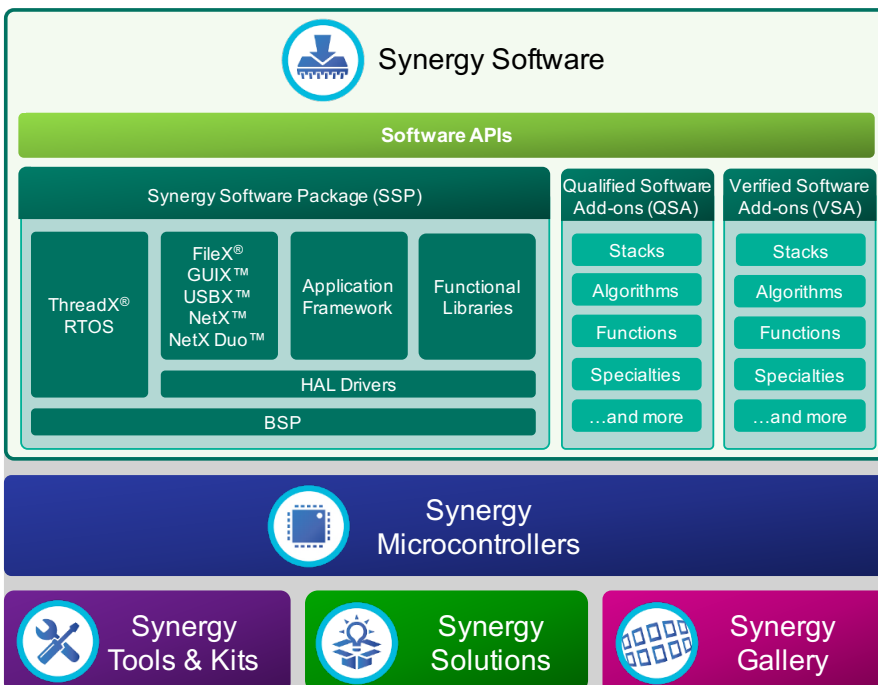 Synergy Software
Software APIs
Synergy Software Package (SSP)
ThreadX®
RTOS
FileX®
GUIX™
USBX™
NetX™
NetX Duo™
Application
Framework
Functional
Libraries
HAL Drivers
BSP
Qualified Software
Add-ons (QSA)
Stacks
Algorithms
Functions
Specialties
…and more
Verified Software
Add-ons (VSA)
Stacks
Algorithms
Functions
Specialties
…and more
Synergy
Microcontrollers
Synergy
Tools & Kits
Synergy
Solutions
Synergy
Gallery